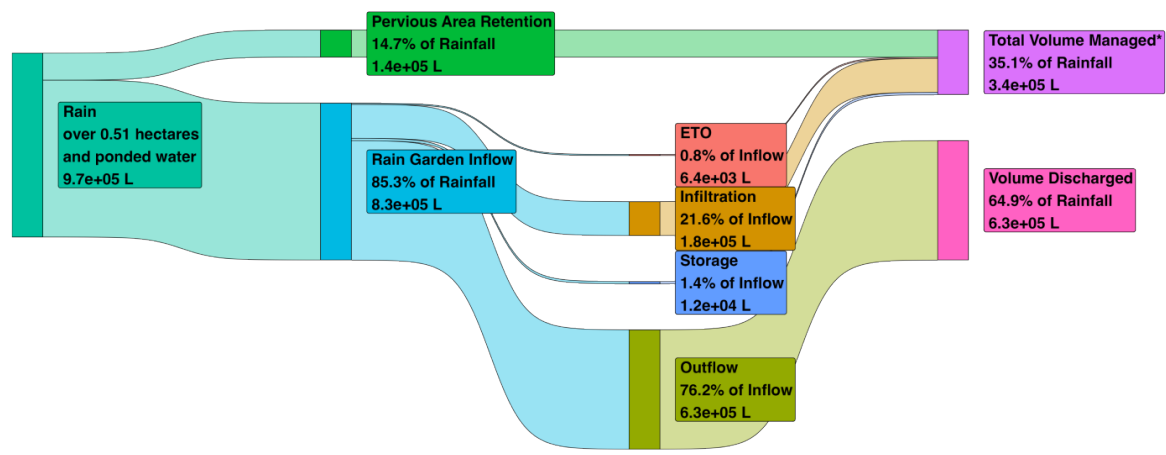 Rain
over 0.51 hectares
and ponded water
9.7e+05 L
Pervious Area Retention
14.7% of Rainfall
1.4e+05 L
Rain Garden Inflow
85.3% of Rainfall
8.3e+05 L
ETO
0.8% of Inflow
6.4e+03 L
Infiltration
21.6% of Inflow
1.8e+05 L
Storage
1.4% of Inflow
1.2e+04 L
Outflow
76.2% of Inflow
6.3e+05 L
Total Volume Managed*
35.1% of Rainfall
3.4e+05 L
Volume Discharged
64.9% of Rainfall
6.3e+05 L